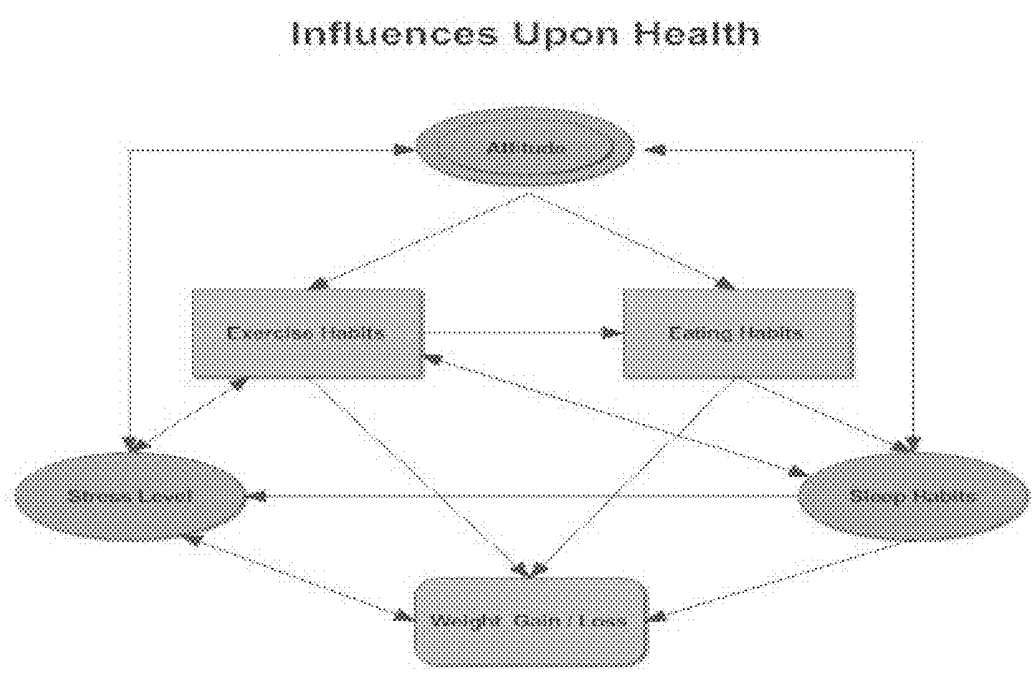 Influences Upon Health
Attitude
Exercise Habits
Eating Habits
Stress Level
Sleep Habits
Weight Gain / Loss